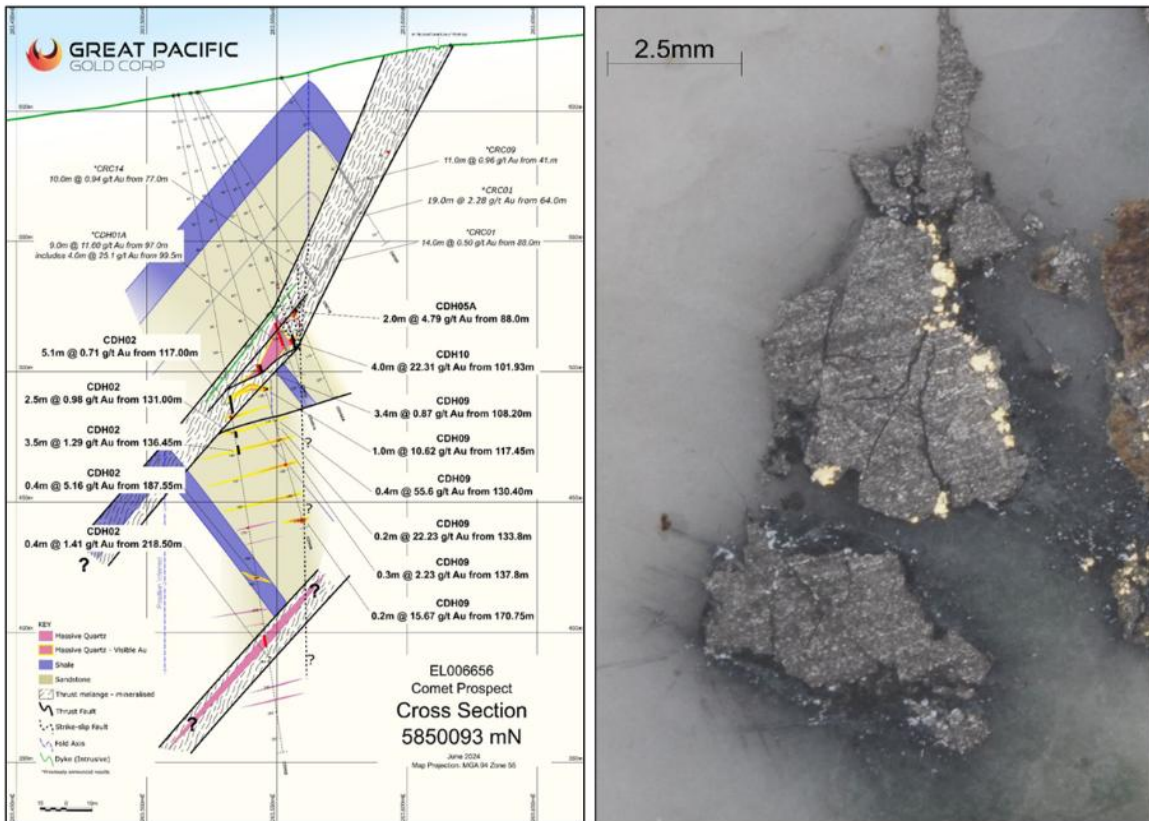 GREAT PACIFIC
GOLD CORP
*CRC14
10.0m @ 0.94 g/t Au from 77.0m
*CDH01A
9.0m @ 11.60 g/t Au from 97.0m
includes 4.0m @ 25.1 g/t Au from 99.5m
*CRC09
11.0m @ 0.96 g/t Au from 41.m
*CRC01
19.0m @ 2.28 g/t Au from 64.0m
*CRC01
14.0m @ 0.50 g/t Au from 88.0m
CDH02
5.1m @ 0.71 g/t Au from 117.00m
CDH02
2.5m @ 0.98 g/t Au from 131.00m
CDH02
3.5m @ 1.29 g/t Au from 136.45m
CDH02
0.4m @ 5.16 g/t Au from 187.55m
CDH02
0.4m @ 1.41 g/t Au from 218.50m
CDH05A
2.0m @ 4.79 g/t Au from 88.0m
CDH10
4.0m @ 22.31 g/t Au from 101.93m
CDH09
3.4m @ 0.87 g/t Au from 108.20m
CDH09
1.0m @ 10.62 g/t Au from 117.45m
CDH09
0.4m @ 55.6 g/t Au from 130.40m
CDH09
0.2m @ 22.23 g/t Au from 133.8m
CDH09
0.3m @ 2.23 g/t Au from 137.8m
CDH09
0.2m @ 15.67 g/t Au from 170.75m
?
?
?
?
?
?
KEY
Massive Quartz
Massive Quartz - Visible Au
Shale
Sandstone
Thrust melange - mineralised
Thrust Fault
Strike-slip Fault
Fold Axis
Dyke (Intrusive)
*Previously announced results
EL006656
Comet Prospect
Cross Section
5850093 mN
June 2024
Map Projection: MGA 94 Zone 55
2.5mm